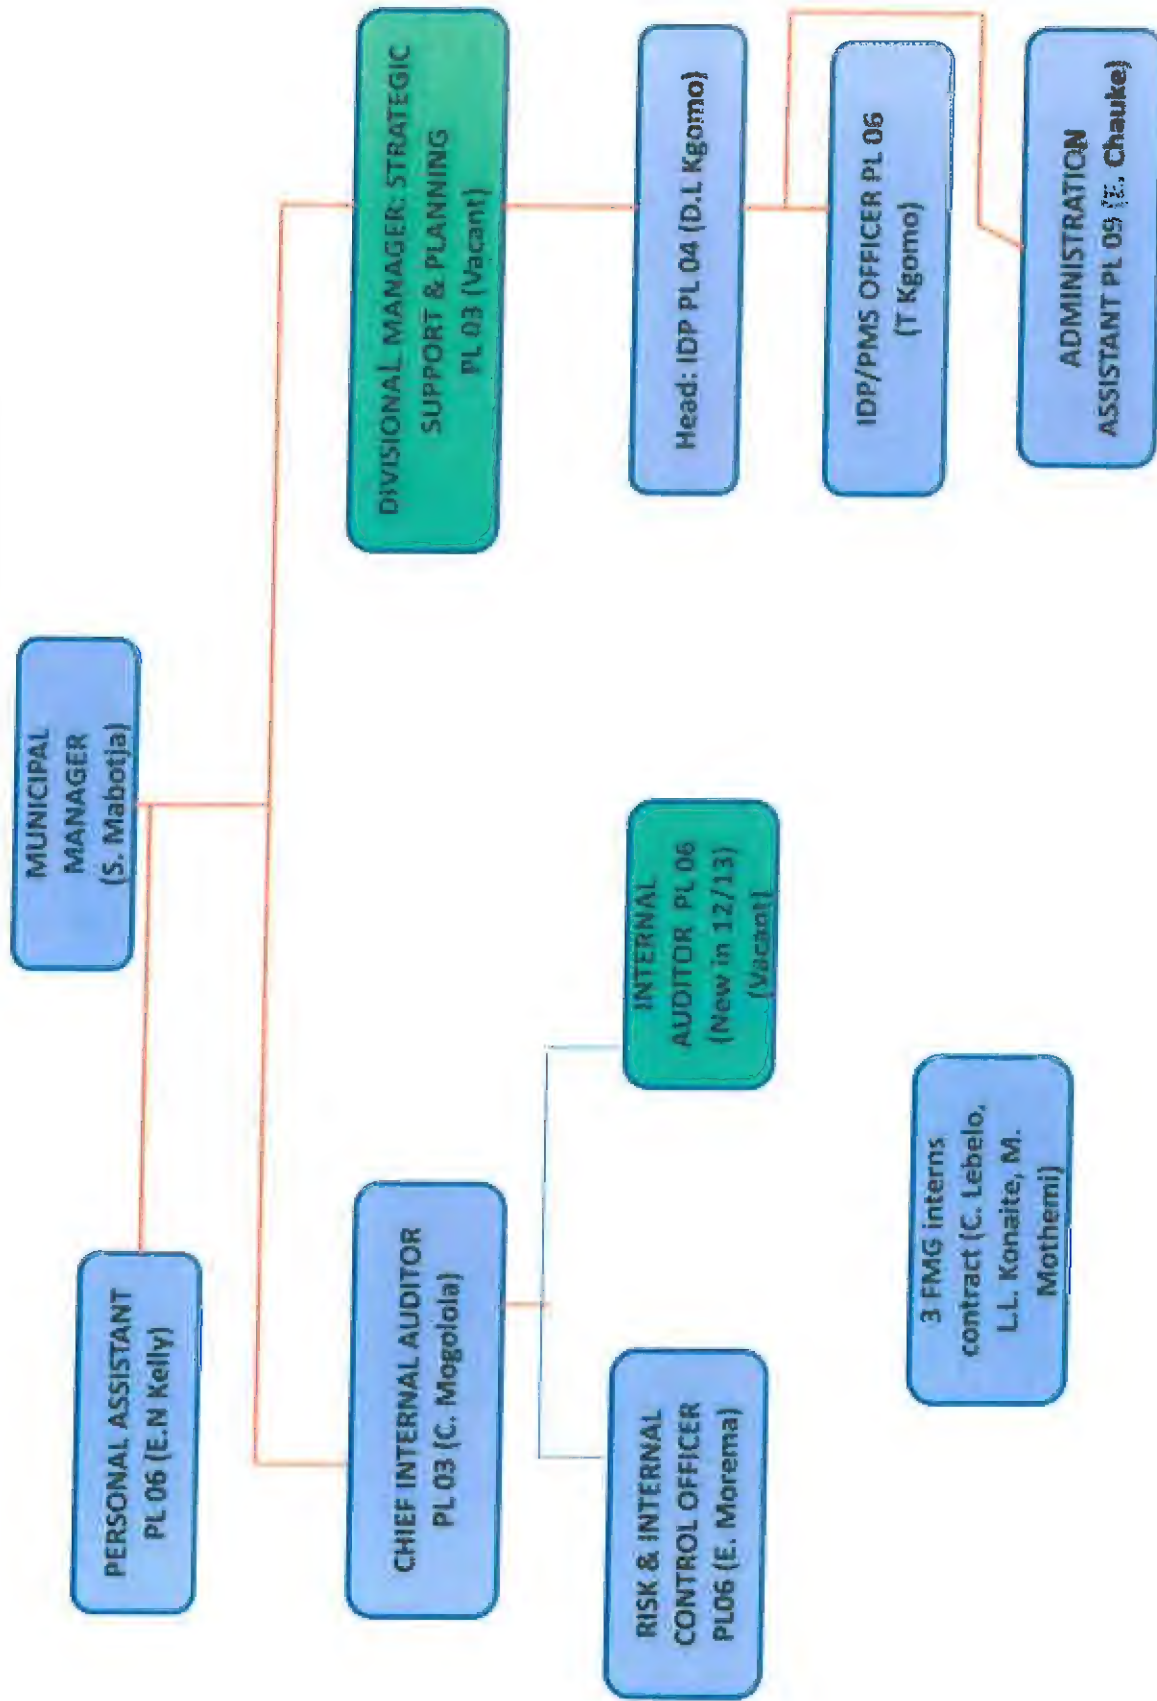 MUNICIPAL
MANAGER
(S. Mabotja)
PERSONAL ASSISTANT
PL 06 (E.N Kelly)
CHIEF INTERNAL AUDITOR
PL 03 (C. Mogolola)
DIVISIONAL MANAGER: STRATEGIC
SUPPORT & PLANNING
PL 03 (Vacant)
RISK & INTERNAL
CONTROL OFFICER
PL06 (E. Morema)
INTERNAL
AUDITOR PL 06
(New in 12/13)
(Vacant)
Head: IDP PL 04 (D.L Kgomo)
IDP/PMS OFFICER PL 06
(T Kgomo)
3 FMG interns
contract (C. Lebelo,
L.L. Konaite, M.
Mothemi)
ADMINISTRATION
ASSISTANT PL 09 (E. Chauke)